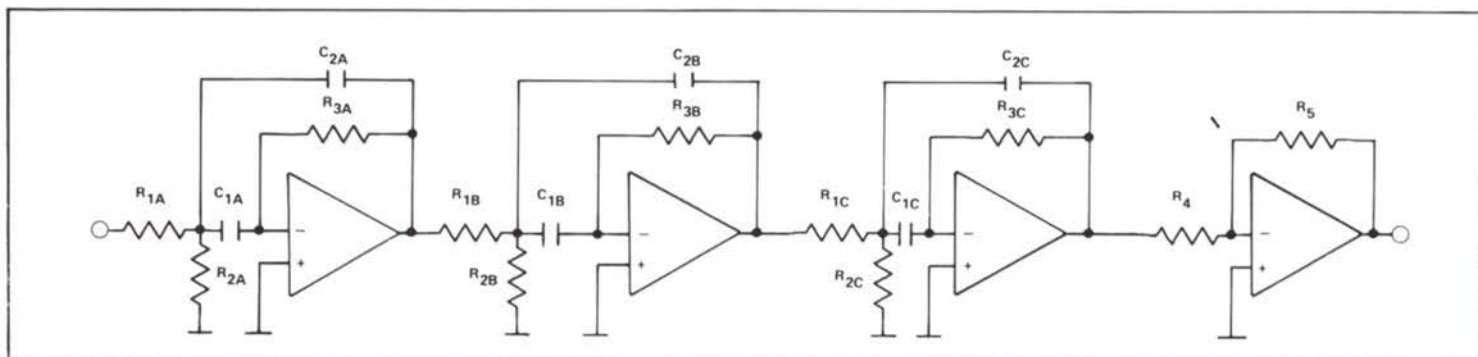 C2A
C2B
C2C
R3A
R3B
R3C
R5
R1A
C1A
R1B
C1B
R1C
C1C
R4
R2A
R2B
R2C
− + − + − + − +